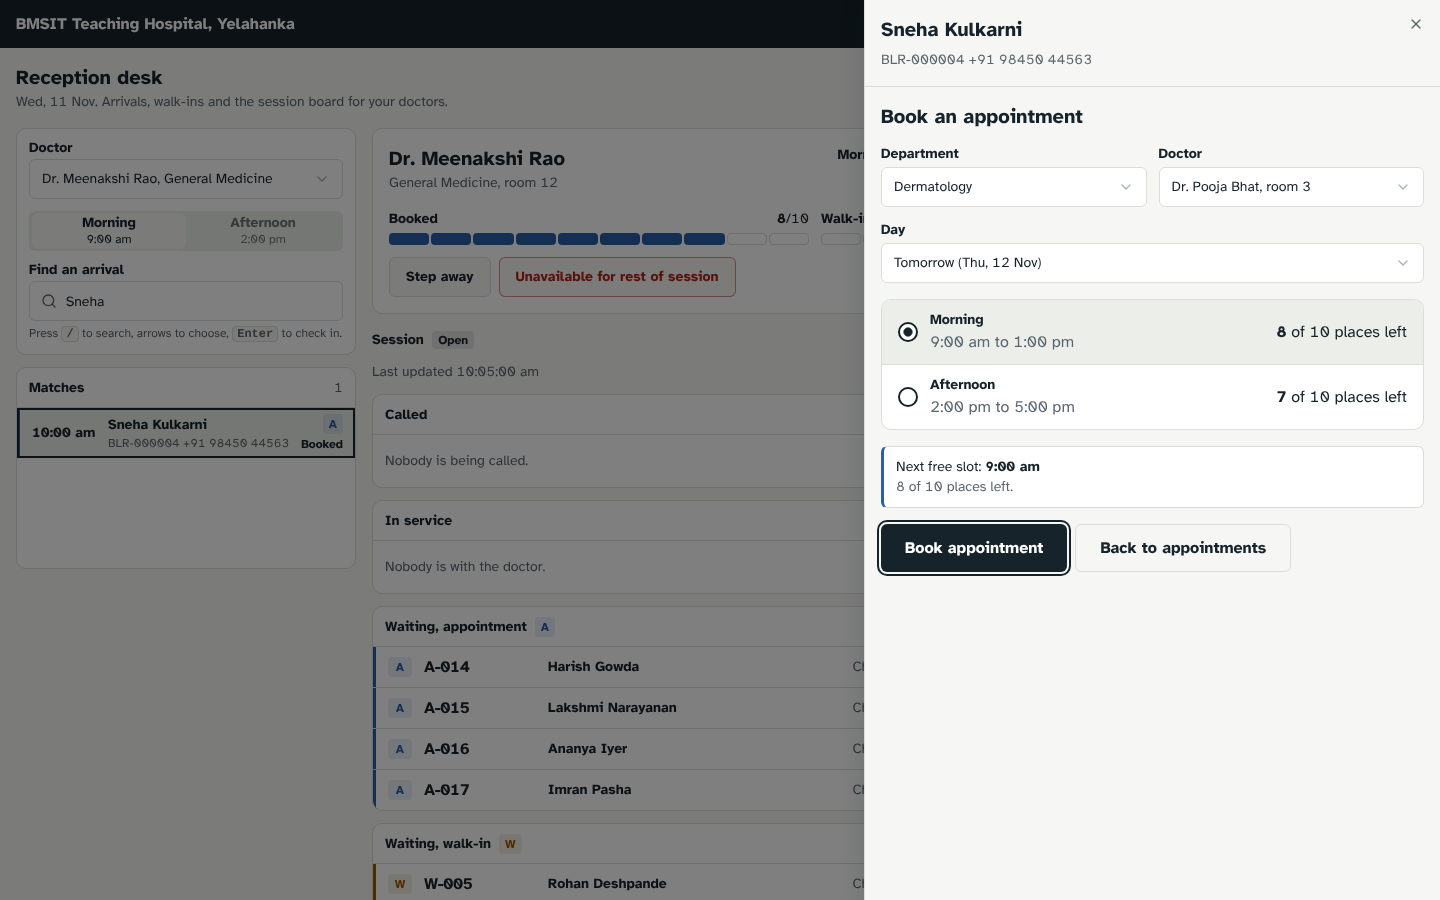 BMSIT Teaching Hospital, Yelahanka
Reception desk
Wed, 11 Nov. Arrivals, walk-ins and the session board for your doctors.
Doctor
Dr. Meenakshi Rao, General Medicine
Morning
9:00 am
Afternoon
2:00 pm
Find an arrival
Sneha
Press / to search, arrows to choose, Enter to check in.
Matches 1
10:00 am Sneha Kulkarni A
BLR-000004 +91 98450 44563 Booked
Dr. Meenakshi Rao
General Medicine, room 12
Booked 8/10
Step away
Unavailable for rest of session
Session Open
Last updated 10:05:00 am
Called
Nobody is being called.
In service
Nobody is with the doctor.
Waiting, appointment A
A A-014 Harish Gowda
A A-015 Lakshmi Narayanan
A A-016 Ananya Iyer
A A-017 Imran Pasha
Waiting, walk-in W
W W-005 Rohan Deshpande
Sneha Kulkarni
BLR-000004 +91 98450 44563
Book an appointment
Department
Dermatology
Doctor
Dr. Pooja Bhat, room 3
Day
Tomorrow (Thu, 12 Nov)
Morning
9:00 am to 1:00 pm
8 of 10 places left
Afternoon
2:00 pm to 5:00 pm
7 of 10 places left
Next free slot: 9:00 am
8 of 10 places left.
Book appointment
Back to appointments